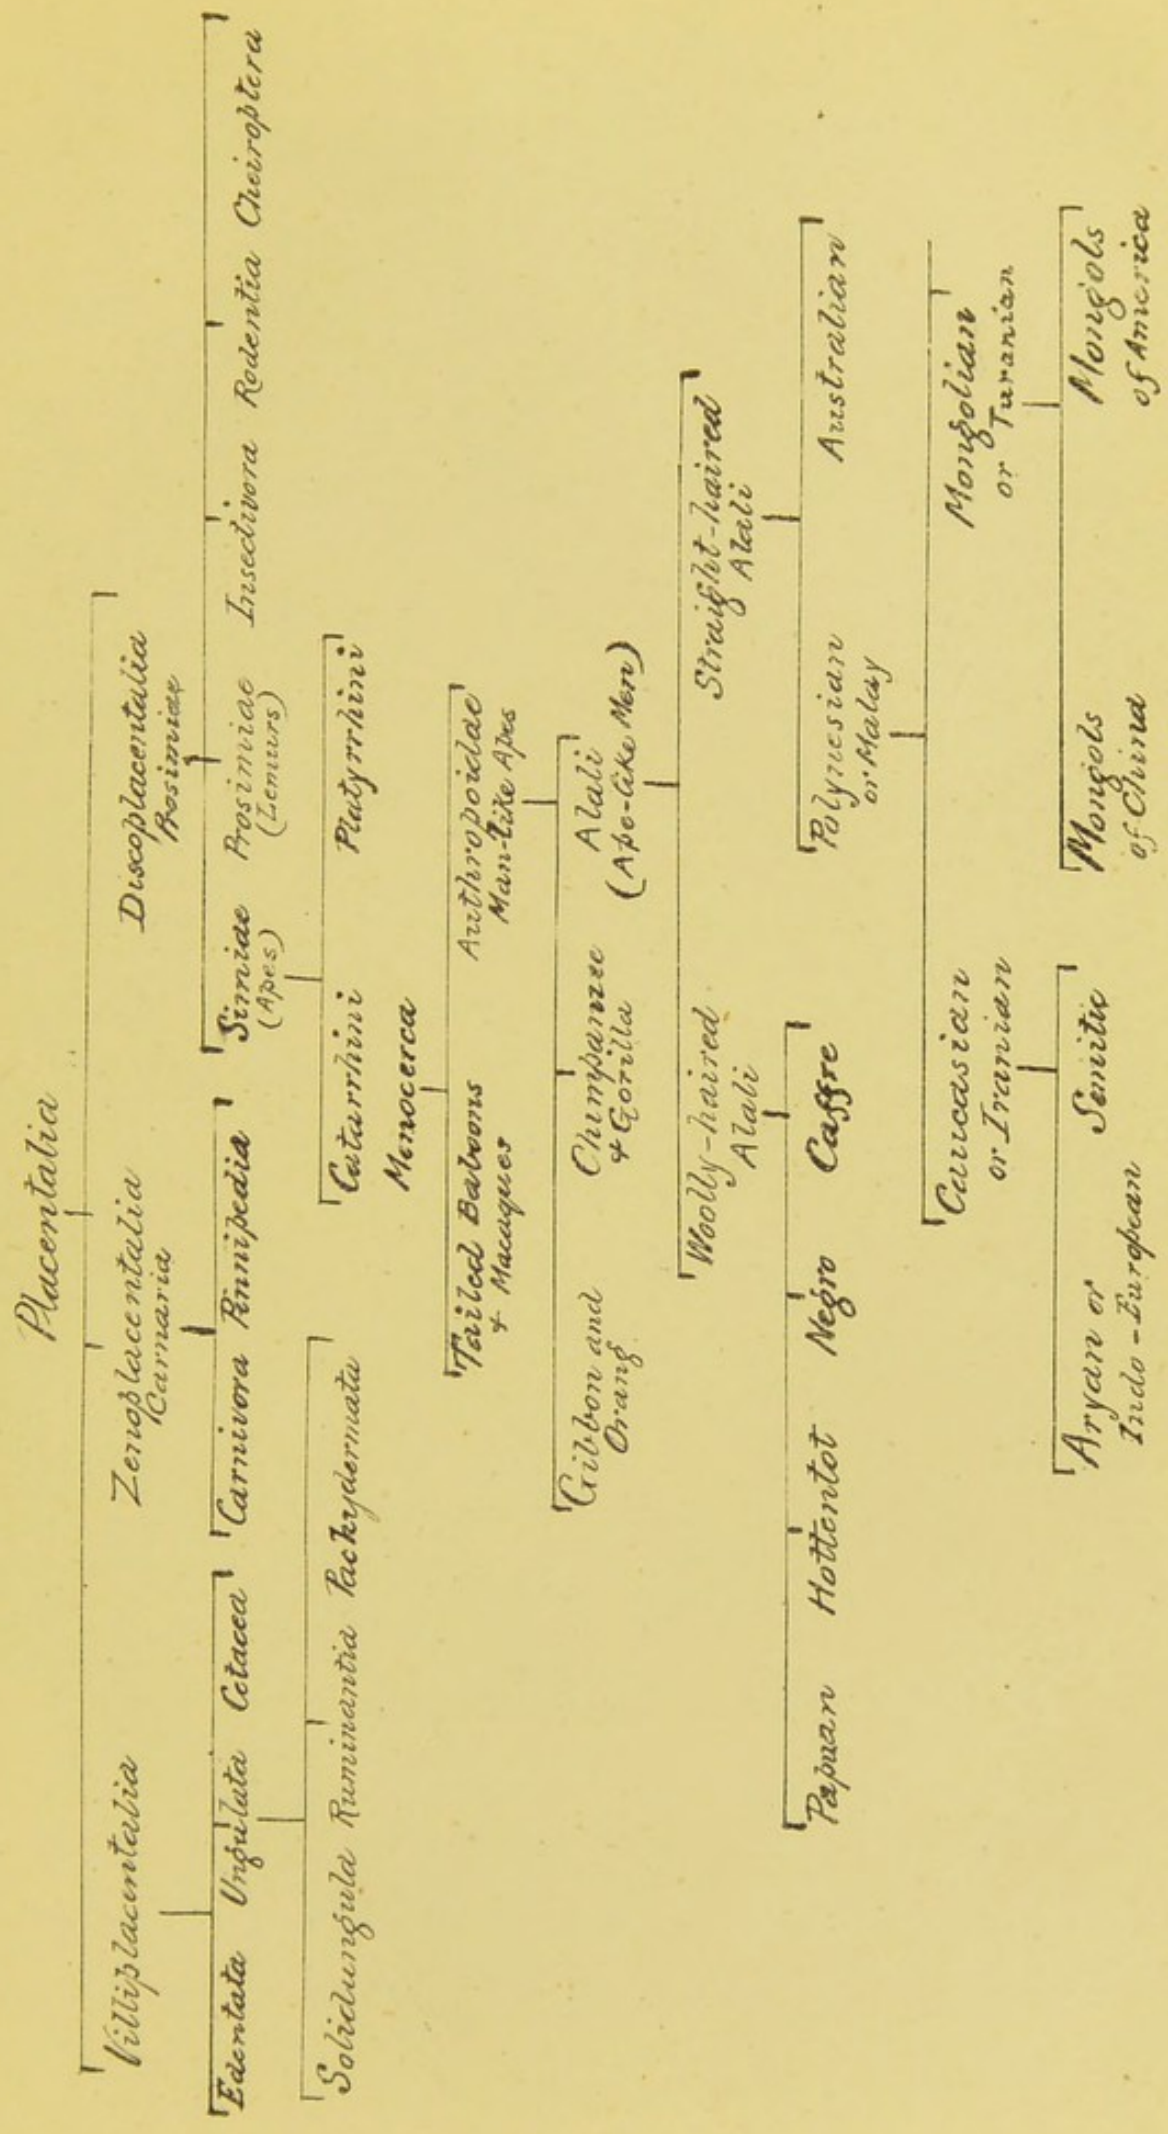 Placentalia
Villiplacentalia
Zenoplacentalia
Carnaria
Discoplacentalia
Prosimiae
Edentata
Ungulata
Cetacea
Carnivora
Pinnipedia
Simiae
(Apes)
Prosimiae
(Lemurs)
Insectivora
Rodentia
Cheiroptera
Solidungula
Ruminantia
Pachydermata
Catarrhini
Platyrrhini
Menocerca
Tailed Baboons
& Macaques
Anthropoidae
Man-like Apes
Gibbon and
Orang
Chimpanzee
& Gorilla
Alali
(Ape-like Men)
Woolly-haired
Alali
Straight-haired
Alali
Papuan
Hottentot
Negro
Caffre
Polynesian
or Malay
Australian
Caucasian
or Iranian
Mongolian
or Turanian
Aryan or
Indo-European
Semitic
Mongols
of China
Mongols
of America